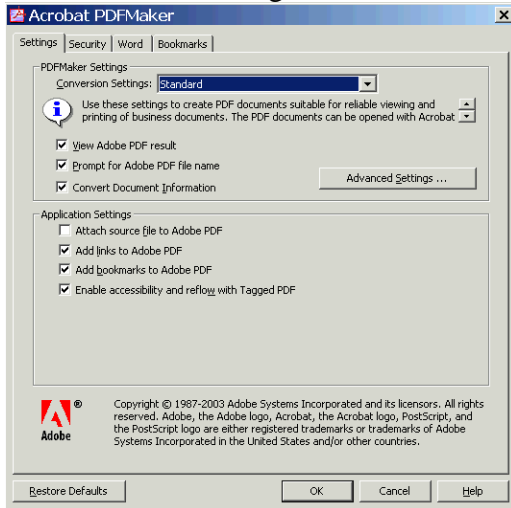 Acrobat PDFMaker
Settings Security Word Bookmarks
PDFMaker Settings
Conversion Settings: Standard
Use these settings to create PDF documents suitable for reliable viewing and
printing of business documents. The PDF documents can be opened with Acrobat
View Adobe PDF result
Prompt for Adobe PDF file name
Convert Document Information
Advanced Settings ...
Application Settings
Attach source file to Adobe PDF
Add links to Adobe PDF
Add bookmarks to Adobe PDF
Enable accessibility and reflow with Tagged PDF
Adobe
®
Copyright © 1987-2003 Adobe Systems Incorporated and its licensors. All rights
reserved. Adobe, the Adobe logo, Acrobat, the Acrobat logo, PostScript, and
the PostScript logo are either registered trademarks or trademarks of Adobe
Systems Incorporated in the United States and/or other countries.
Restore Defaults OK Cancel Help